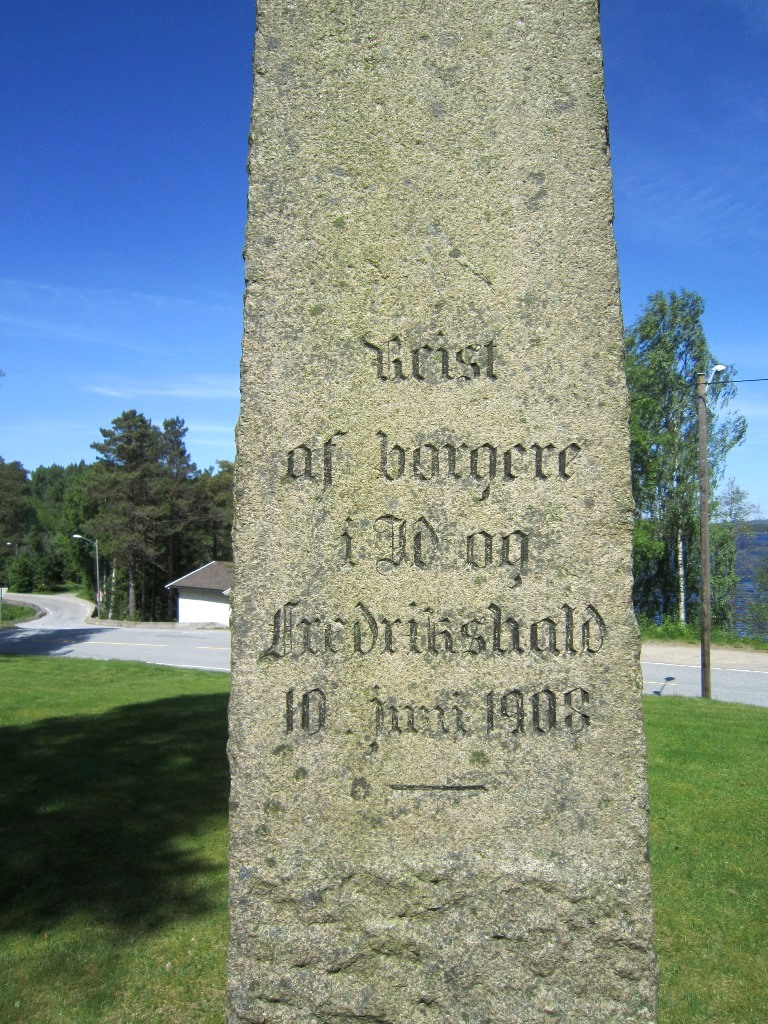 Reist
af borgere
i Id og
Fredrikshald
10. juni 1908